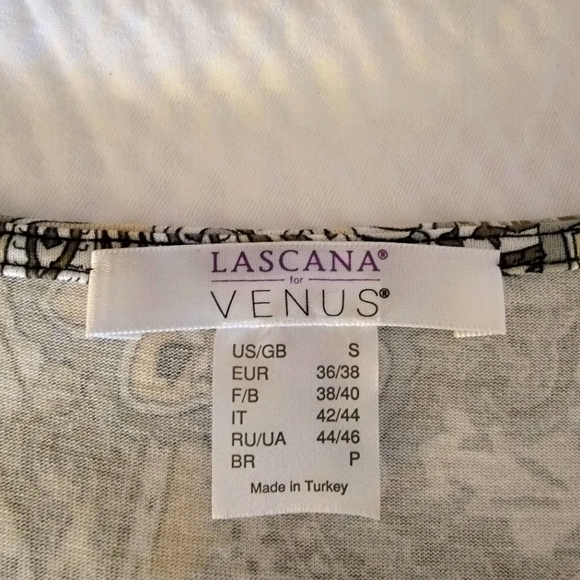 LASCANA®
for
VENUS®
US/GB S
EUR 36/38
F/B 38/40
IT 42/44
RU/UA 44/46
BR P
Made in Turkey